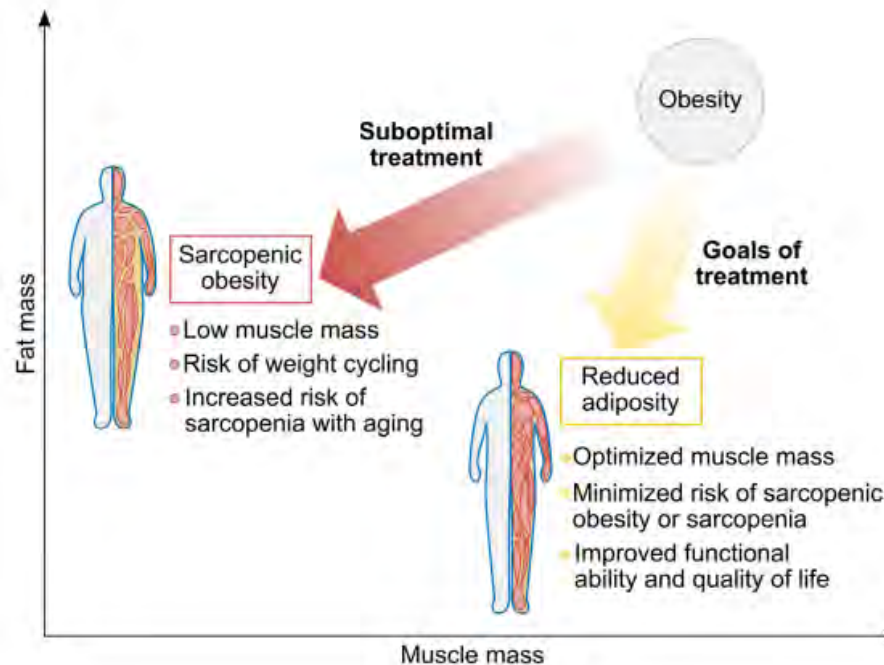 Obesity
Suboptimal
treatment
Goals of
treatment
Sarcopenic
obesity
Low muscle mass
Risk of weight cycling
Increased risk of
sarcopenia with aging
Reduced
adiposity
Optimized muscle mass
Minimized risk of sarcopenic
obesity or sarcopenia
Improved functional
ability and quality of life
Fat mass
Muscle mass